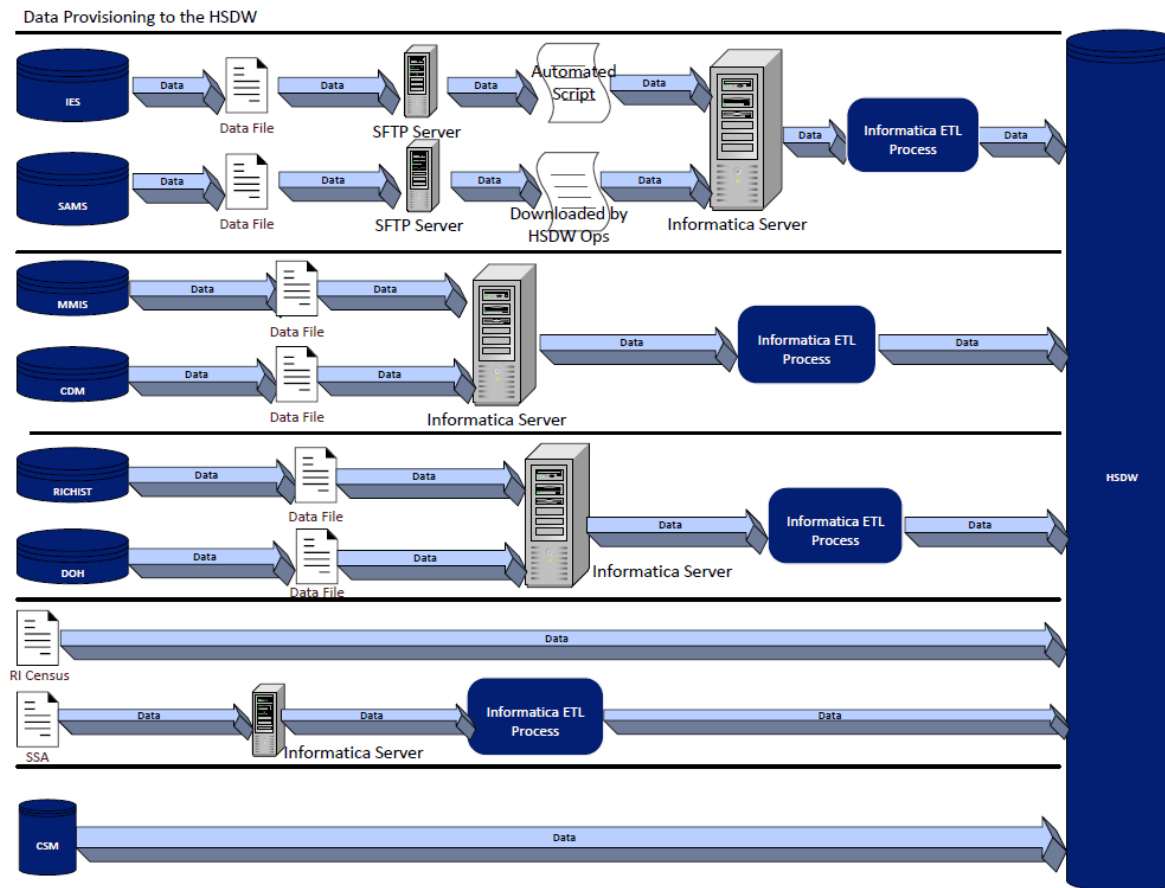 Data Provisioning to the HSDW
IES
Data
Data File
Data
SFTP Server
Data
Automated
Script
Data
Data
Informatica ETL
Process
Data
SAMS
Data
Data File
Data
SFTP Server
Data
Downloaded by
HSDW Ops
Data
Informatica Server
MMIS
Data
Data File
Data
CDM
Data
Data File
Data
Informatica Server
Data
Informatica ETL
Process
Data
RICHIST
Data
Data File
Data
DOH
Data
Data File
Data
Informatica Server
Data
Informatica ETL
Process
Data
HSDW
RI Census
Data
SSA
Data
Informatica Server
Data
Informatica ETL
Process
Data
CSM
Data